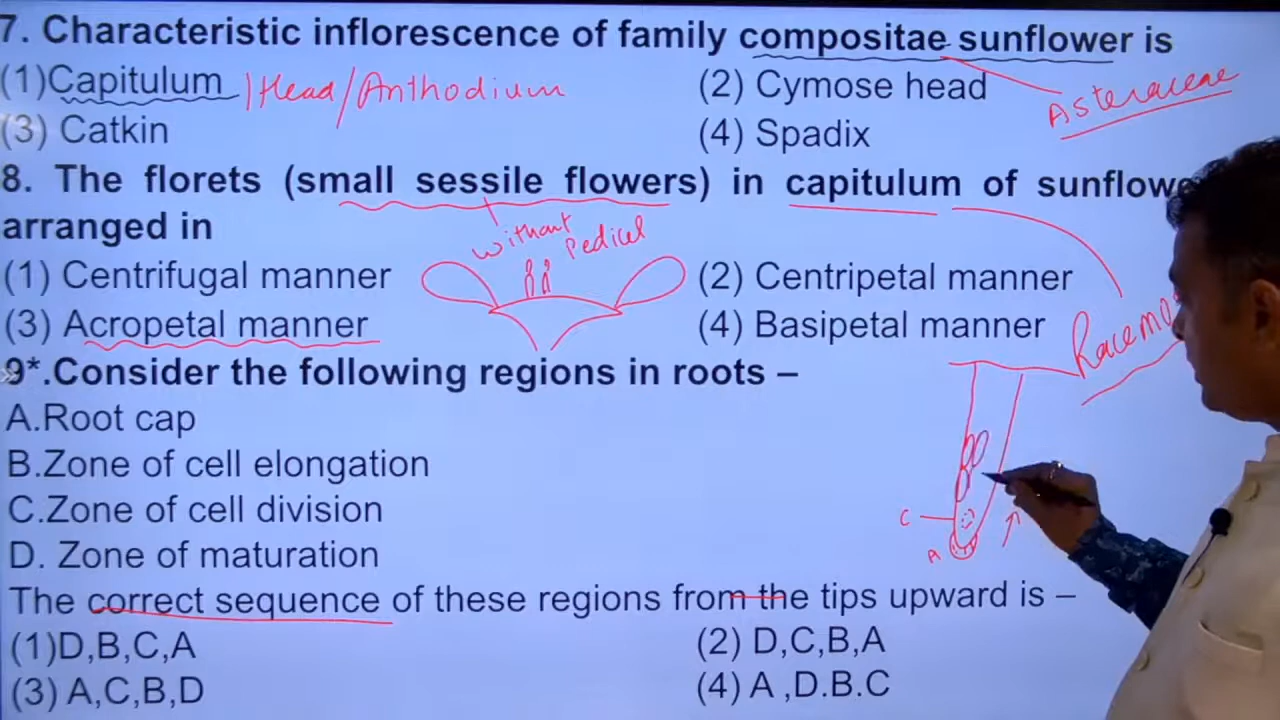 7. Characteristic inflorescence of family compositae sunflower is
(1)Capitulum / Head / Anthodium (2) Cymose head Asteraceae
(3) Catkin (4) Spadix
8. The florets (small sessile flowers) in capitulum of sunflowe
without Pedicel
arranged in
(1) Centrifugal manner (2) Centripetal manner
(3) Acropetal manner (4) Basipetal manner Racemo
9*.Consider the following regions in roots –
A.Root cap
B.Zone of cell elongation
C.Zone of cell division
C
D. Zone of maturation
A
The correct sequence of these regions from the tips upward is –
(1)D,B,C,A (2) D,C,B,A
(3) A,C,B,D (4) A ,D.B.C